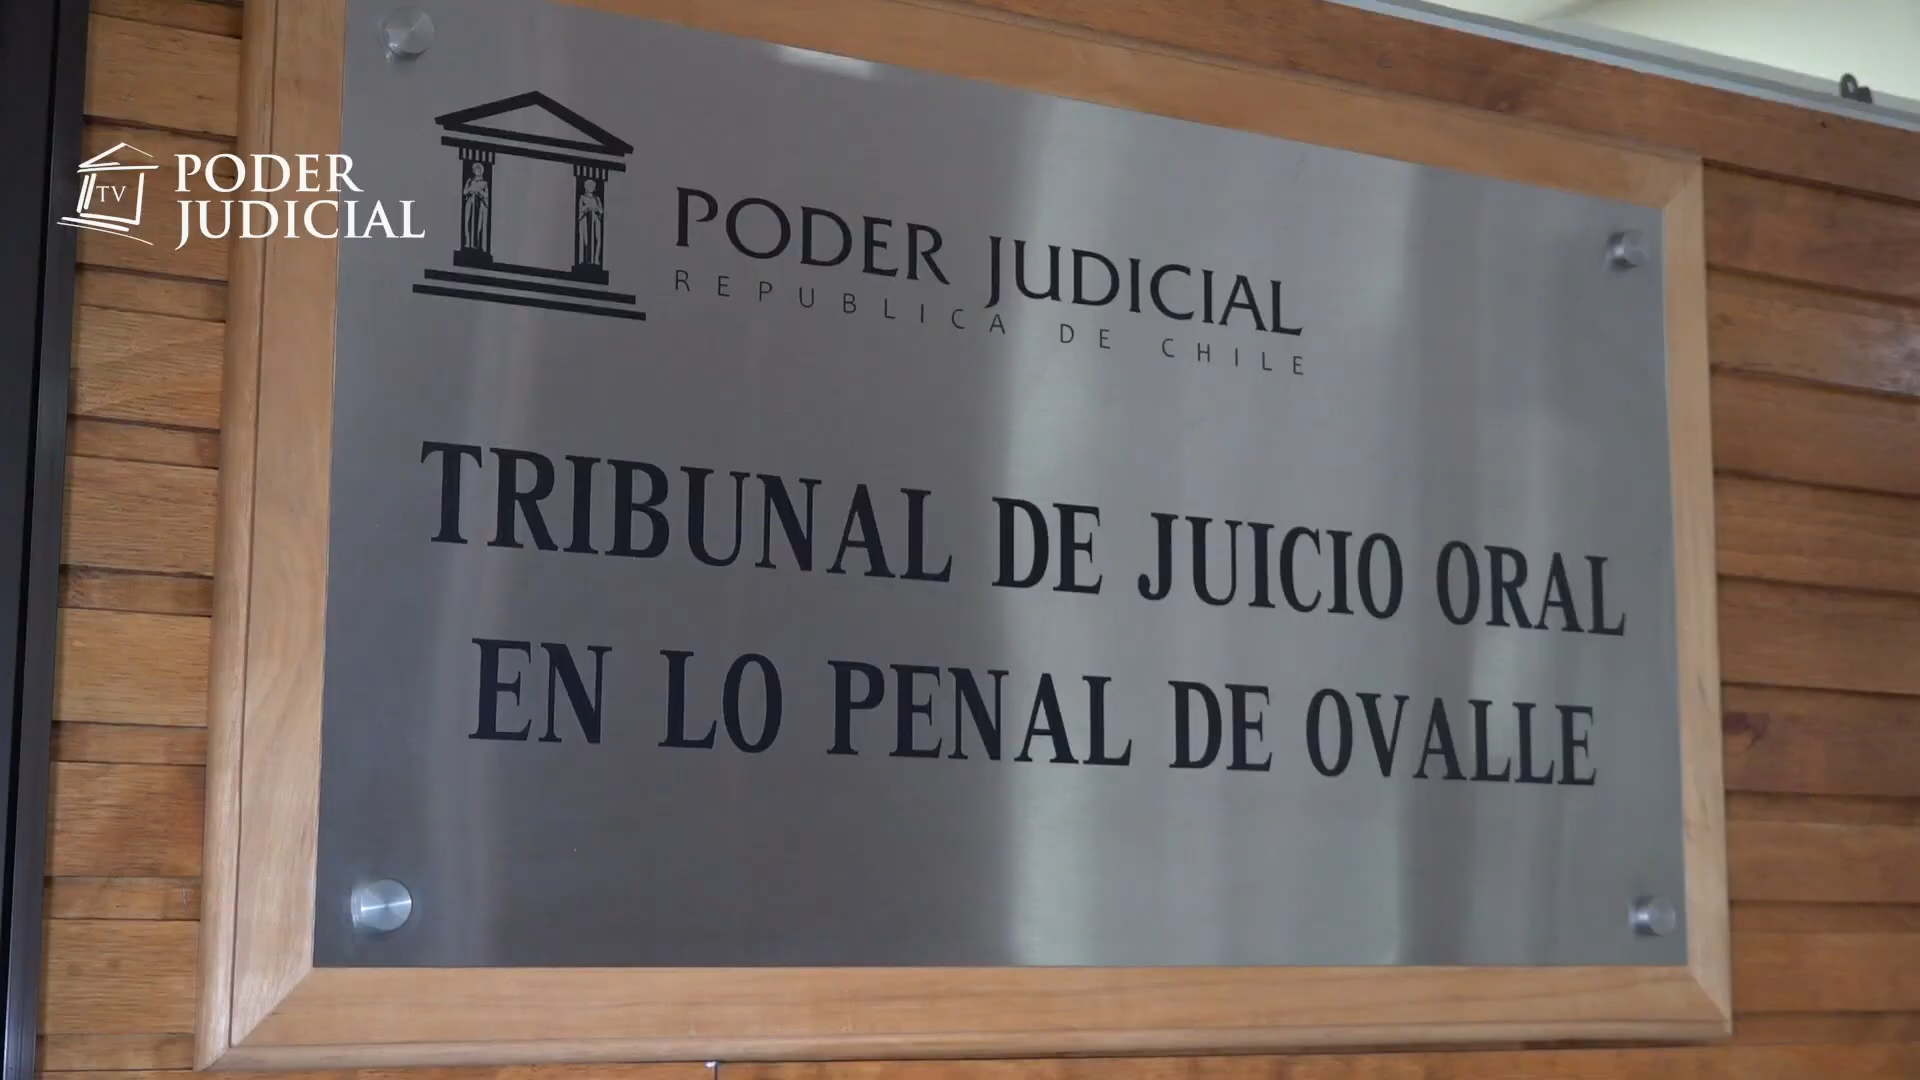 TV
PODER
JUDICIAL
PODER JUDICIAL
REPUBLICA DE CHILE
TRIBUNAL DE JUICIO ORAL
EN LO PENAL DE OVALLE